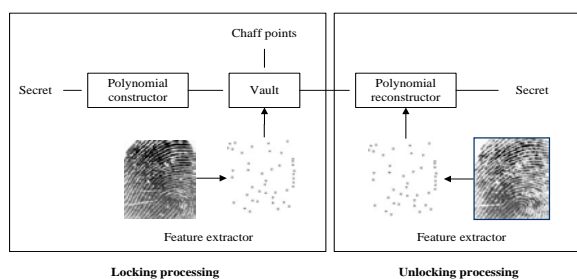 Chaff points
Secret
Polynomial
constructor
Vault
Polynomial
reconstructor
Secret
Feature extractor
Feature extractor
Locking processing
Unlocking processing